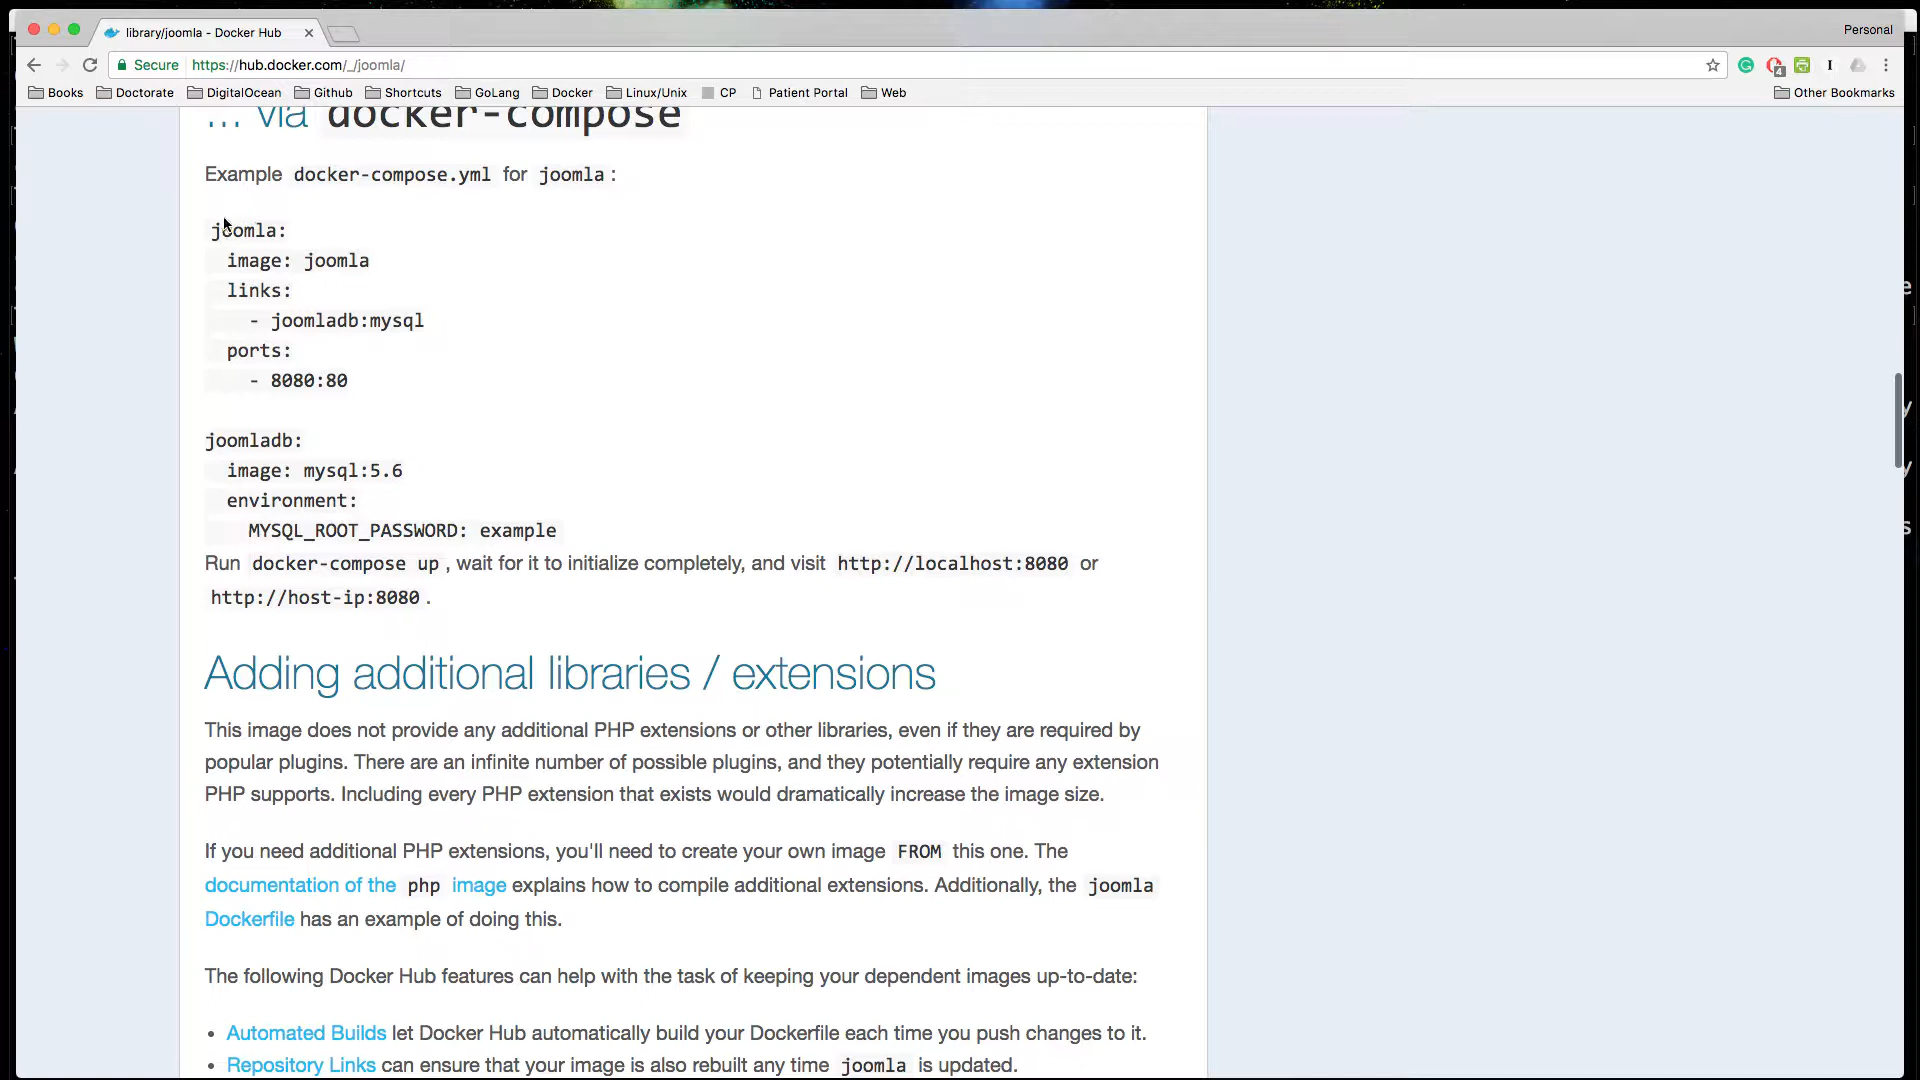 library/joomla - Docker Hub
Personal
Secure https://hub.docker.com/_/joomla/
4
I
Books Doctorate DigitalOcean Github Shortcuts GoLang Docker Linux/Unix CP Patient Portal Web Other Bookmarks
... via docker-compose
Example docker-compose.yml for joomla :
joomla:
image: joomla
links:
- joomladb:mysql
ports:
- 8080:80
joomladb:
image: mysql:5.6
environment:
MYSQL_ROOT_PASSWORD: example
Run docker-compose up , wait for it to initialize completely, and visit http://localhost:8080 or
http://host-ip:8080 .
Adding additional libraries / extensions
This image does not provide any additional PHP extensions or other libraries, even if they are required by
popular plugins. There are an infinite number of possible plugins, and they potentially require any extension
PHP supports. Including every PHP extension that exists would dramatically increase the image size.
If you need additional PHP extensions, you'll need to create your own image FROM this one. The
documentation of the php image explains how to compile additional extensions. Additionally, the joomla
Dockerfile has an example of doing this.
The following Docker Hub features can help with the task of keeping your dependent images up-to-date:
• Automated Builds let Docker Hub automatically build your Dockerfile each time you push changes to it.
• Repository Links can ensure that your image is also rebuilt any time joomla is updated.